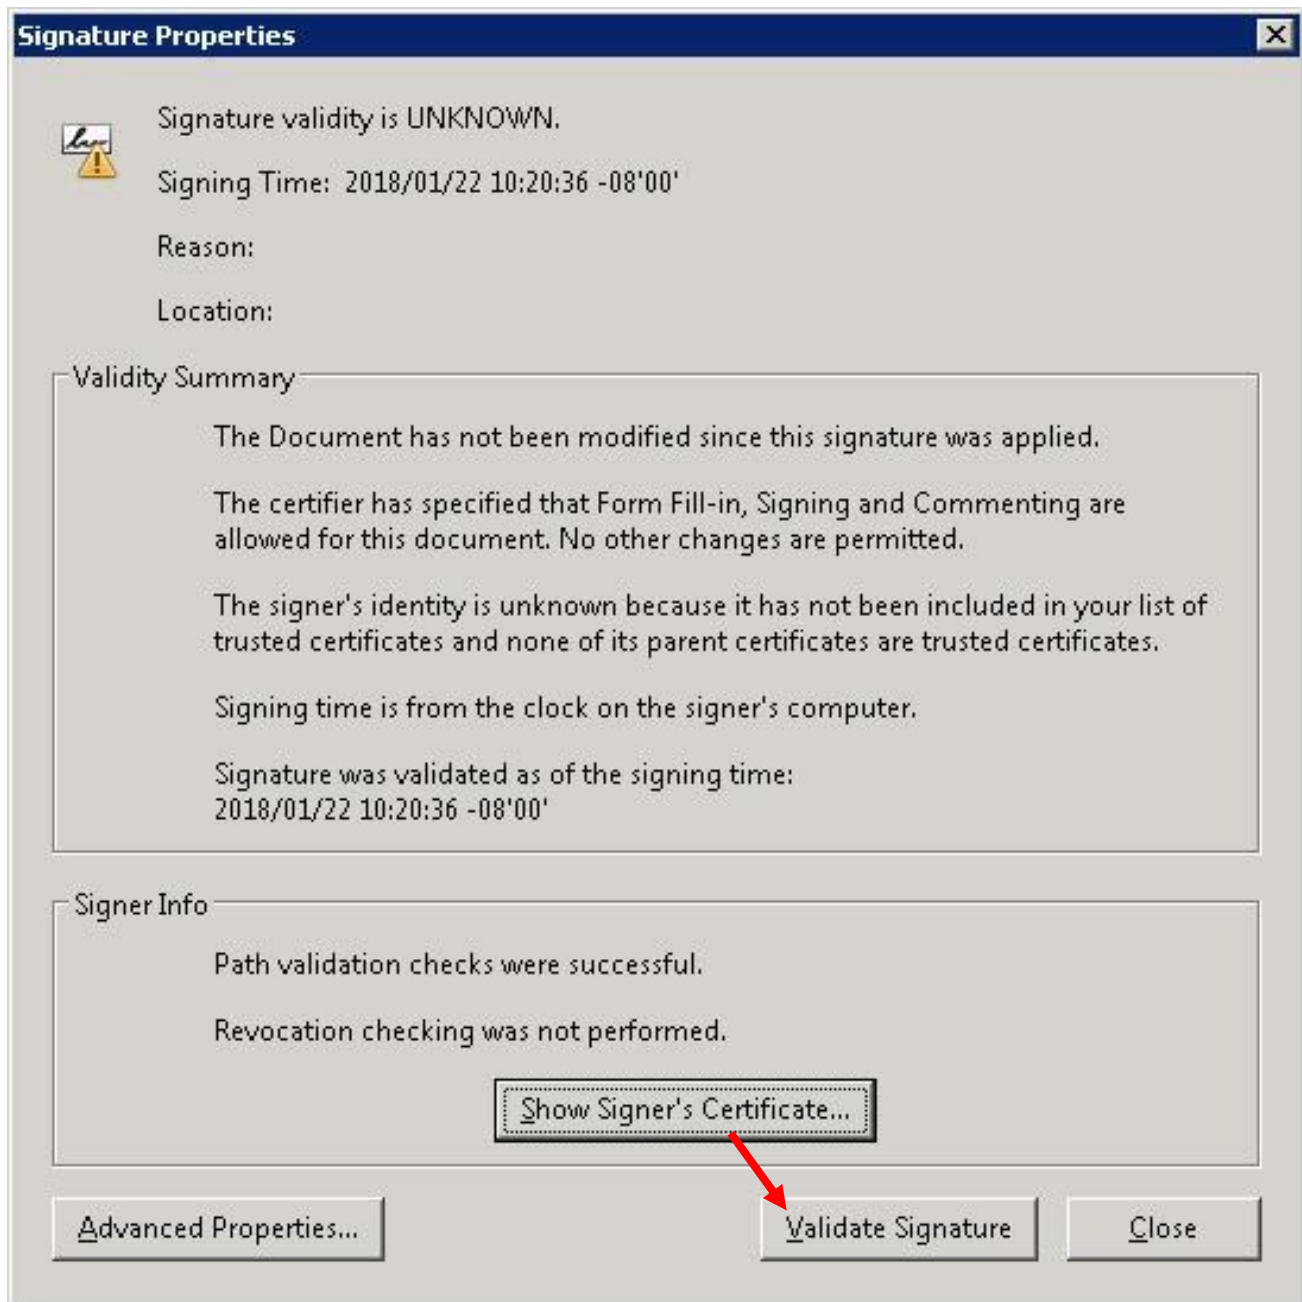 Signature Properties
Signature validity is UNKNOWN.
Signing Time: 2018/01/22 10:20:36 -08'00'
Reason:
Location:
Validity Summary
The Document has not been modified since this signature was applied.
The certifier has specified that Form Fill-in, Signing and Commenting are
allowed for this document. No other changes are permitted.
The signer's identity is unknown because it has not been included in your list of
trusted certificates and none of its parent certificates are trusted certificates.
Signing time is from the clock on the signer's computer.
Signature was validated as of the signing time:
2018/01/22 10:20:36 -08'00'
Signer Info
Path validation checks were successful.
Revocation checking was not performed.
Show Signer's Certificate...
Advanced Properties...
Validate Signature
Close